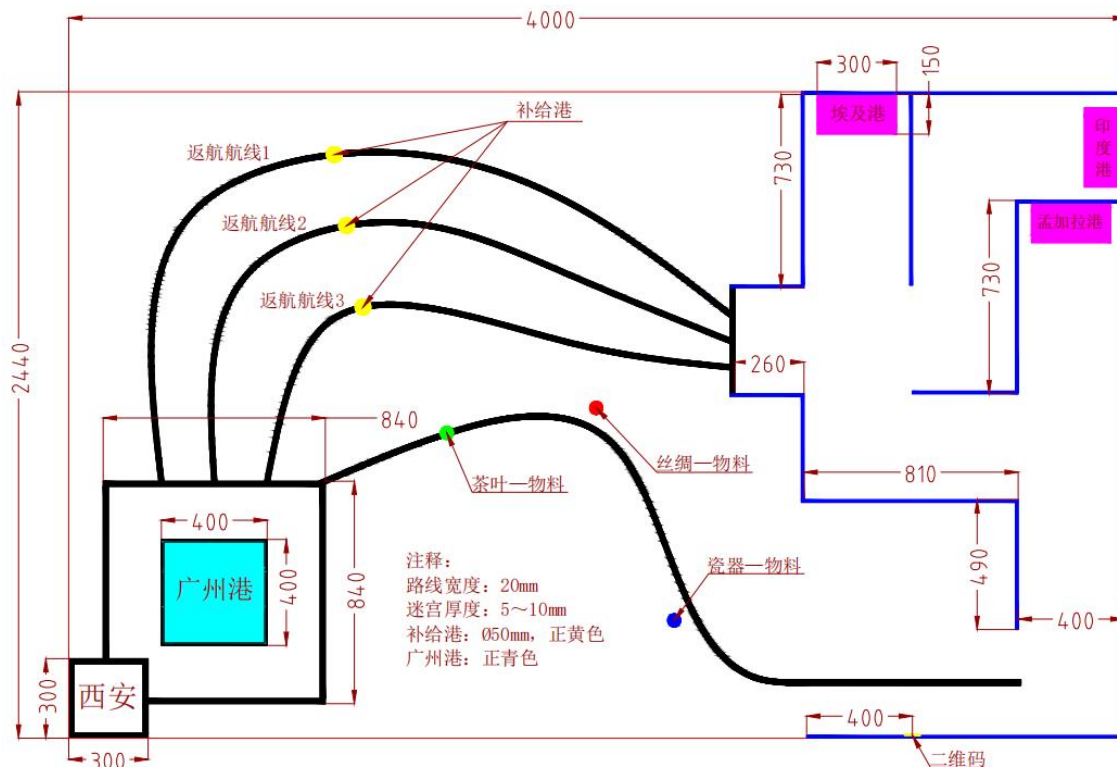 4000
300
150
补给港
埃及港
印度港
返航航线1
730
孟加拉港
返航航线2
730
返航航线3
2440
260
840
丝绸—物料
茶叶—物料
810
400
广州港
400
840
注释：
路线宽度：20mm
迷宫厚度：5～10mm
补给港：Ø50mm，正黄色
广州港：正青色
瓷器—物料
490
400
300
西安
300
400
二维码